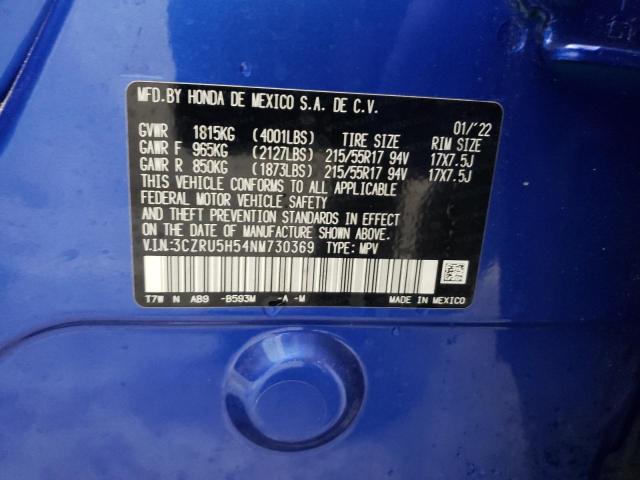 MFD. BY HONDA DE MEXICO S.A. DE C.V.
01/'22
GVWR 1815KG (4001LBS) TIRE SIZE RIM SIZE
GAWR F 965KG (2127LBS) 215/55R17 94V 17X7.5J
GAWR R 850KG (1873LBS) 215/55R17 94V 17X7.5J
THIS VEHICLE CONFORMS TO ALL APPLICABLE
FEDERAL MOTOR VEHICLE SAFETY
AND THEFT PREVENTION STANDARDS IN EFFECT
ON THE DATE OF MANUFACTURE SHOWN ABOVE.
V.I.N.:3CZRU5H54NM730369 TYPE: MPV
T7W N AB9 -B593M -A -M MADE IN MEXICO